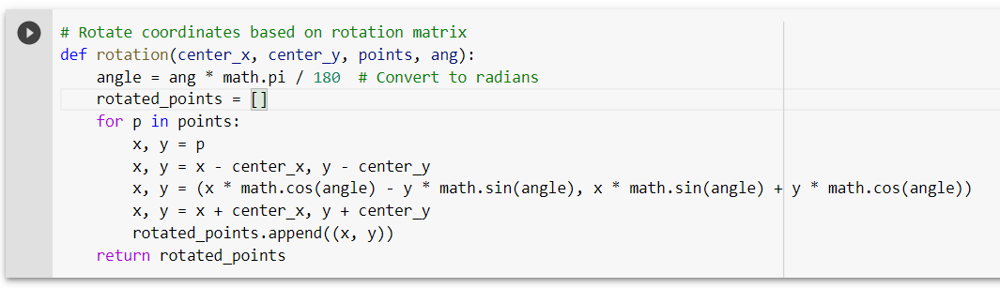 # Rotate coordinates based on rotation matrix
def rotation(center_x, center_y, points, ang):
    angle = ang * math.pi / 180  # Convert to radians
    rotated_points = []
    for p in points:
        x, y = p
        x, y = x - center_x, y - center_y
        x, y = (x * math.cos(angle) - y * math.sin(angle), x * math.sin(angle) + y * math.cos(angle))
        x, y = x + center_x, y + center_y
        rotated_points.append((x, y))
    return rotated_points